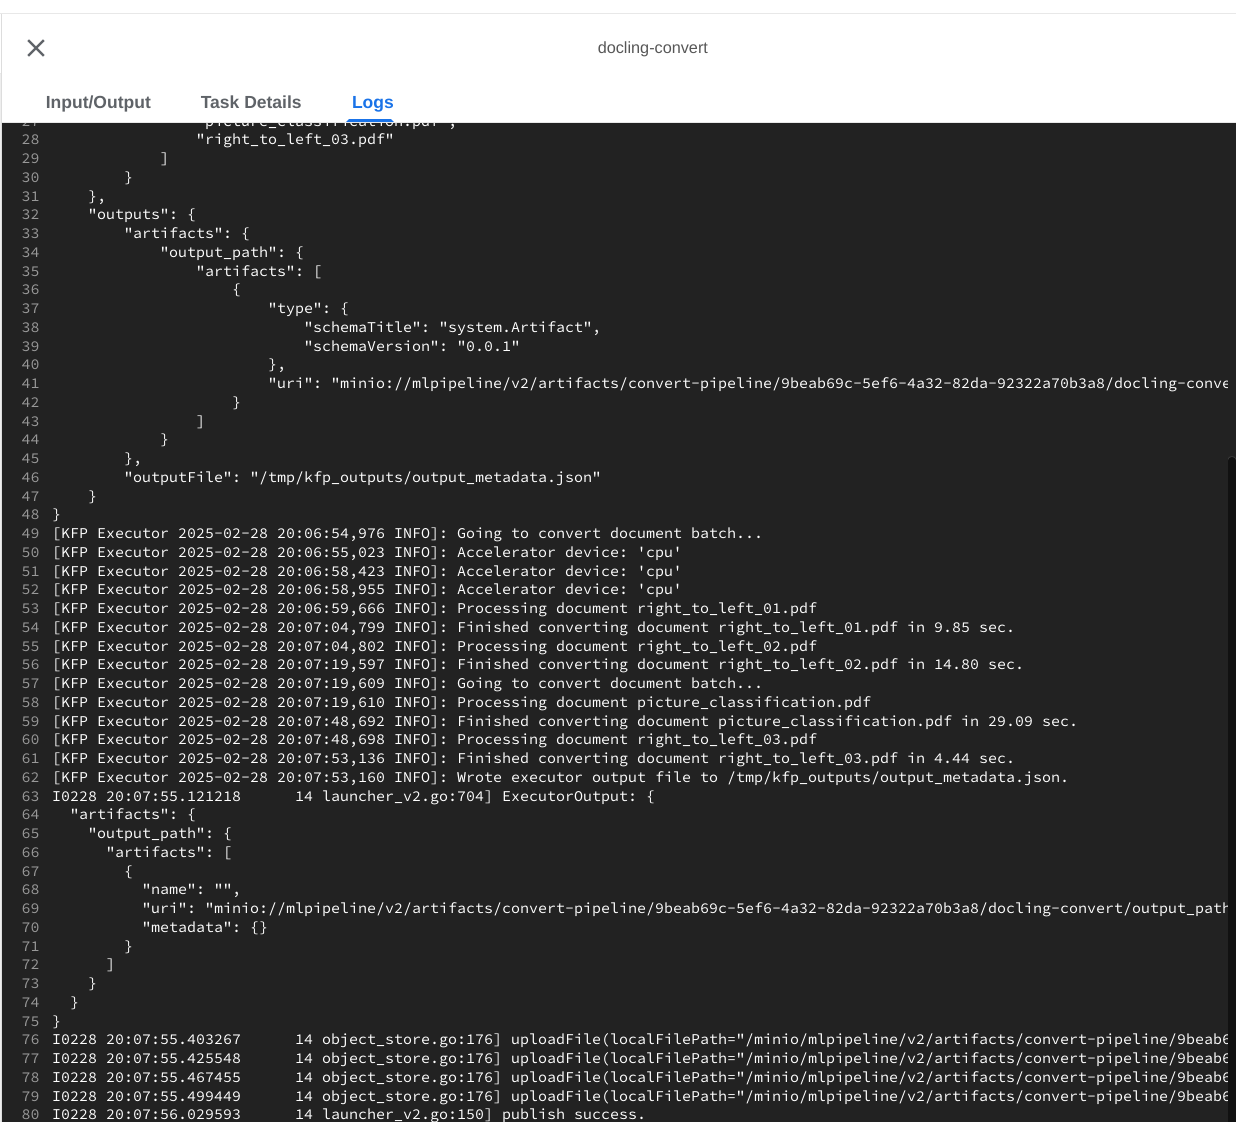 docling-convert
Input/Output Task Details Logs
27 "picture_classification.pdf",
28 "right_to_left_03.pdf"
29 ]
30 }
31 },
32 "outputs": {
33 "artifacts": {
34 "output_path": {
35 "artifacts": [
36 {
37 "type": {
38 "schemaTitle": "system.Artifact",
39 "schemaVersion": "0.0.1"
40 },
41 "uri": "minio://mlpipeline/v2/artifacts/convert-pipeline/9beab69c-5ef6-4a32-82da-92322a70b3a8/docling-conve
42 }
43 ]
44 }
45 },
46 "outputFile": "/tmp/kfp_outputs/output_metadata.json"
47 }
48 }
49 [KFP Executor 2025-02-28 20:06:54,976 INFO]: Going to convert document batch...
50 [KFP Executor 2025-02-28 20:06:55,023 INFO]: Accelerator device: 'cpu'
51 [KFP Executor 2025-02-28 20:06:58,423 INFO]: Accelerator device: 'cpu'
52 [KFP Executor 2025-02-28 20:06:58,955 INFO]: Accelerator device: 'cpu'
53 [KFP Executor 2025-02-28 20:06:59,666 INFO]: Processing document right_to_left_01.pdf
54 [KFP Executor 2025-02-28 20:07:04,799 INFO]: Finished converting document right_to_left_01.pdf in 9.85 sec.
55 [KFP Executor 2025-02-28 20:07:04,802 INFO]: Processing document right_to_left_02.pdf
56 [KFP Executor 2025-02-28 20:07:19,597 INFO]: Finished converting document right_to_left_02.pdf in 14.80 sec.
57 [KFP Executor 2025-02-28 20:07:19,609 INFO]: Going to convert document batch...
58 [KFP Executor 2025-02-28 20:07:19,610 INFO]: Processing document picture_classification.pdf
59 [KFP Executor 2025-02-28 20:07:48,692 INFO]: Finished converting document picture_classification.pdf in 29.09 sec.
60 [KFP Executor 2025-02-28 20:07:48,698 INFO]: Processing document right_to_left_03.pdf
61 [KFP Executor 2025-02-28 20:07:53,136 INFO]: Finished converting document right_to_left_03.pdf in 4.44 sec.
62 [KFP Executor 2025-02-28 20:07:53,160 INFO]: Wrote executor output file to /tmp/kfp_outputs/output_metadata.json.
63 I0228 20:07:55.121218 14 launcher_v2.go:704] ExecutorOutput: {
64 "artifacts": {
65 "output_path": {
66 "artifacts": [
67 {
68 "name": "",
69 "uri": "minio://mlpipeline/v2/artifacts/convert-pipeline/9beab69c-5ef6-4a32-82da-92322a70b3a8/docling-convert/output_path
70 "metadata": {}
71 }
72 ]
73 }
74 }
75 }
76 I0228 20:07:55.403267 14 object_store.go:176] uploadFile(localFilePath="/minio/mlpipeline/v2/artifacts/convert-pipeline/9beab6
77 I0228 20:07:55.425548 14 object_store.go:176] uploadFile(localFilePath="/minio/mlpipeline/v2/artifacts/convert-pipeline/9beab6
78 I0228 20:07:55.467455 14 object_store.go:176] uploadFile(localFilePath="/minio/mlpipeline/v2/artifacts/convert-pipeline/9beab6
79 I0228 20:07:55.499449 14 object_store.go:176] uploadFile(localFilePath="/minio/mlpipeline/v2/artifacts/convert-pipeline/9beab6
80 I0228 20:07:56.029593 14 launcher_v2.go:150] publish success.